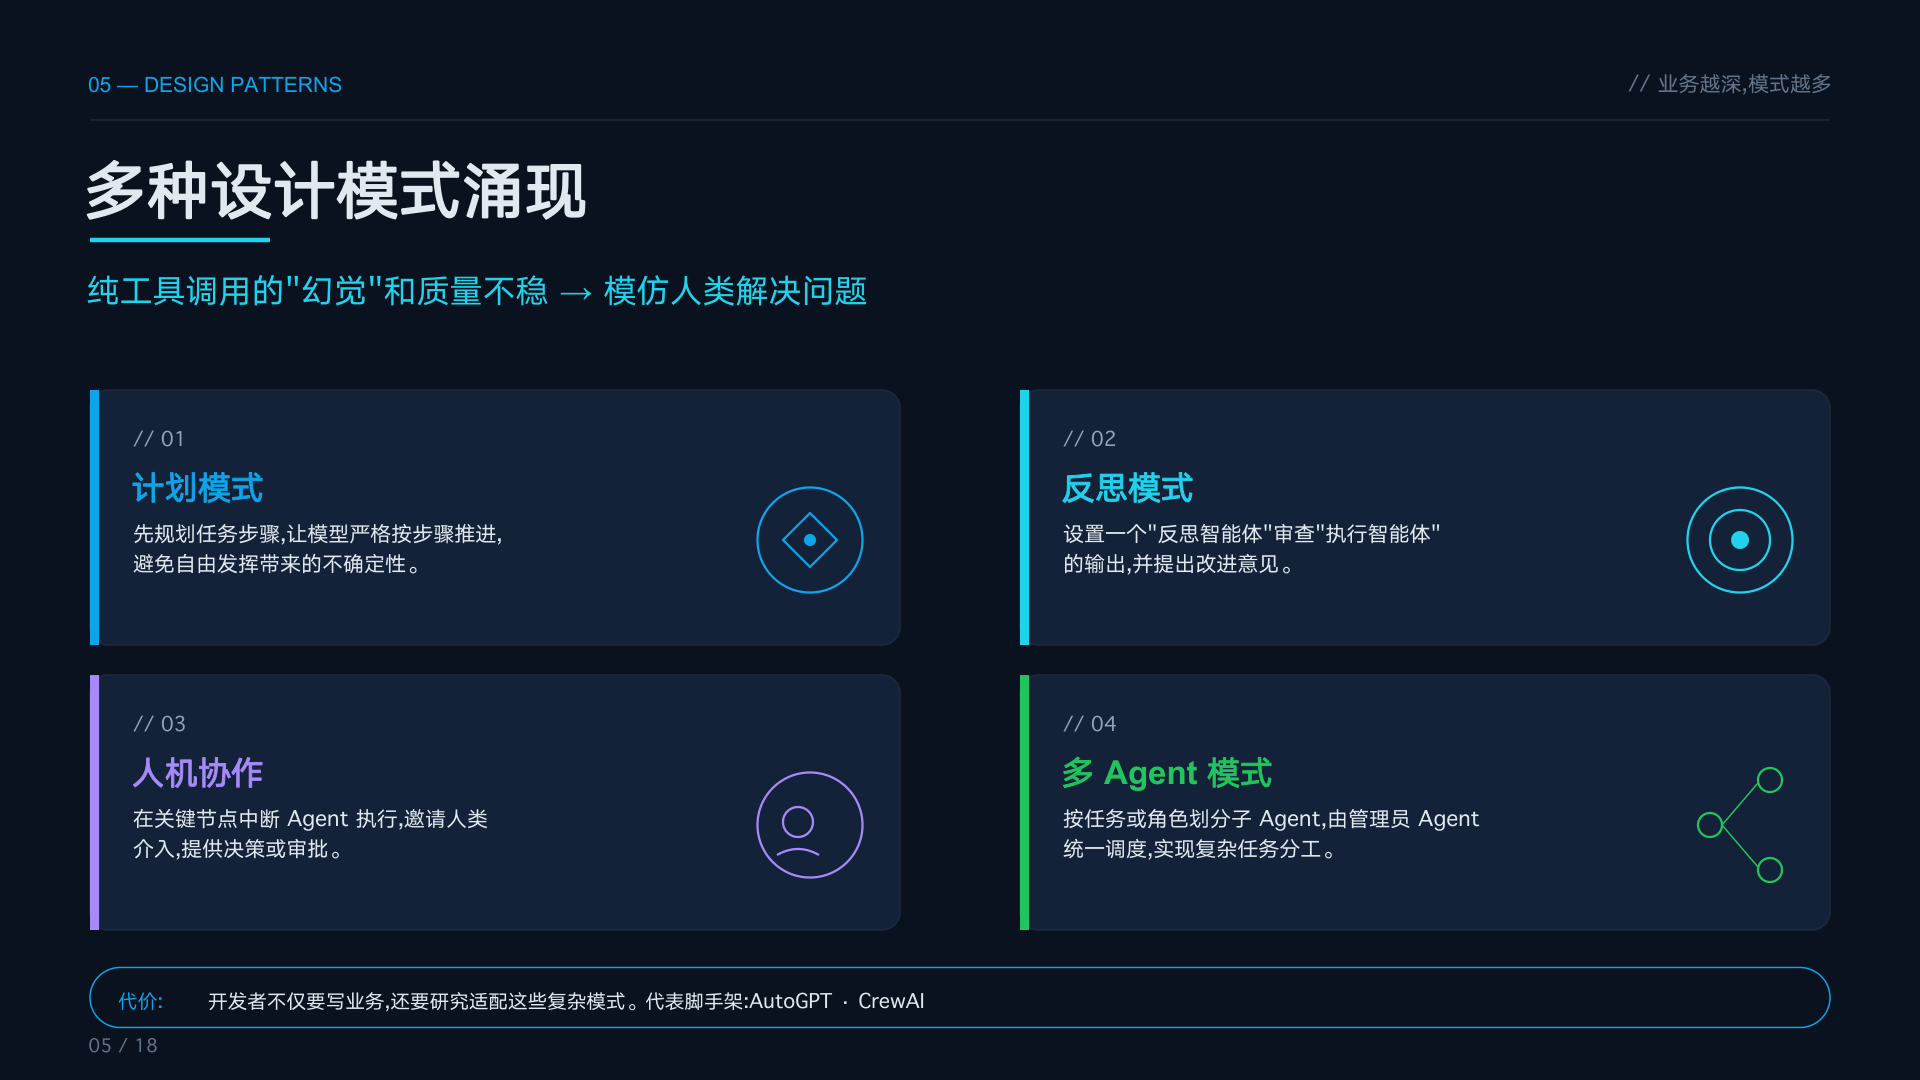 05 — DESIGN PATTERNS
// 业务越深,模式越多
多种设计模式涌现
纯工具调用的"幻觉"和质量不稳 → 模仿人类解决问题
// 01
计划模式
先规划任务步骤,让模型严格按步骤推进,
避免自由发挥带来的不确定性。
// 02
反思模式
设置一个"反思智能体"审查"执行智能体"
的输出,并提出改进意见。
// 03
人机协作
在关键节点中断 Agent 执行,邀请人类
介入,提供决策或审批。
// 04
多 Agent 模式
按任务或角色划分子 Agent,由管理员 Agent
统一调度,实现复杂任务分工。
代价: 开发者不仅要写业务,还要研究适配这些复杂模式。代表脚手架:AutoGPT · CrewAI
05 / 18